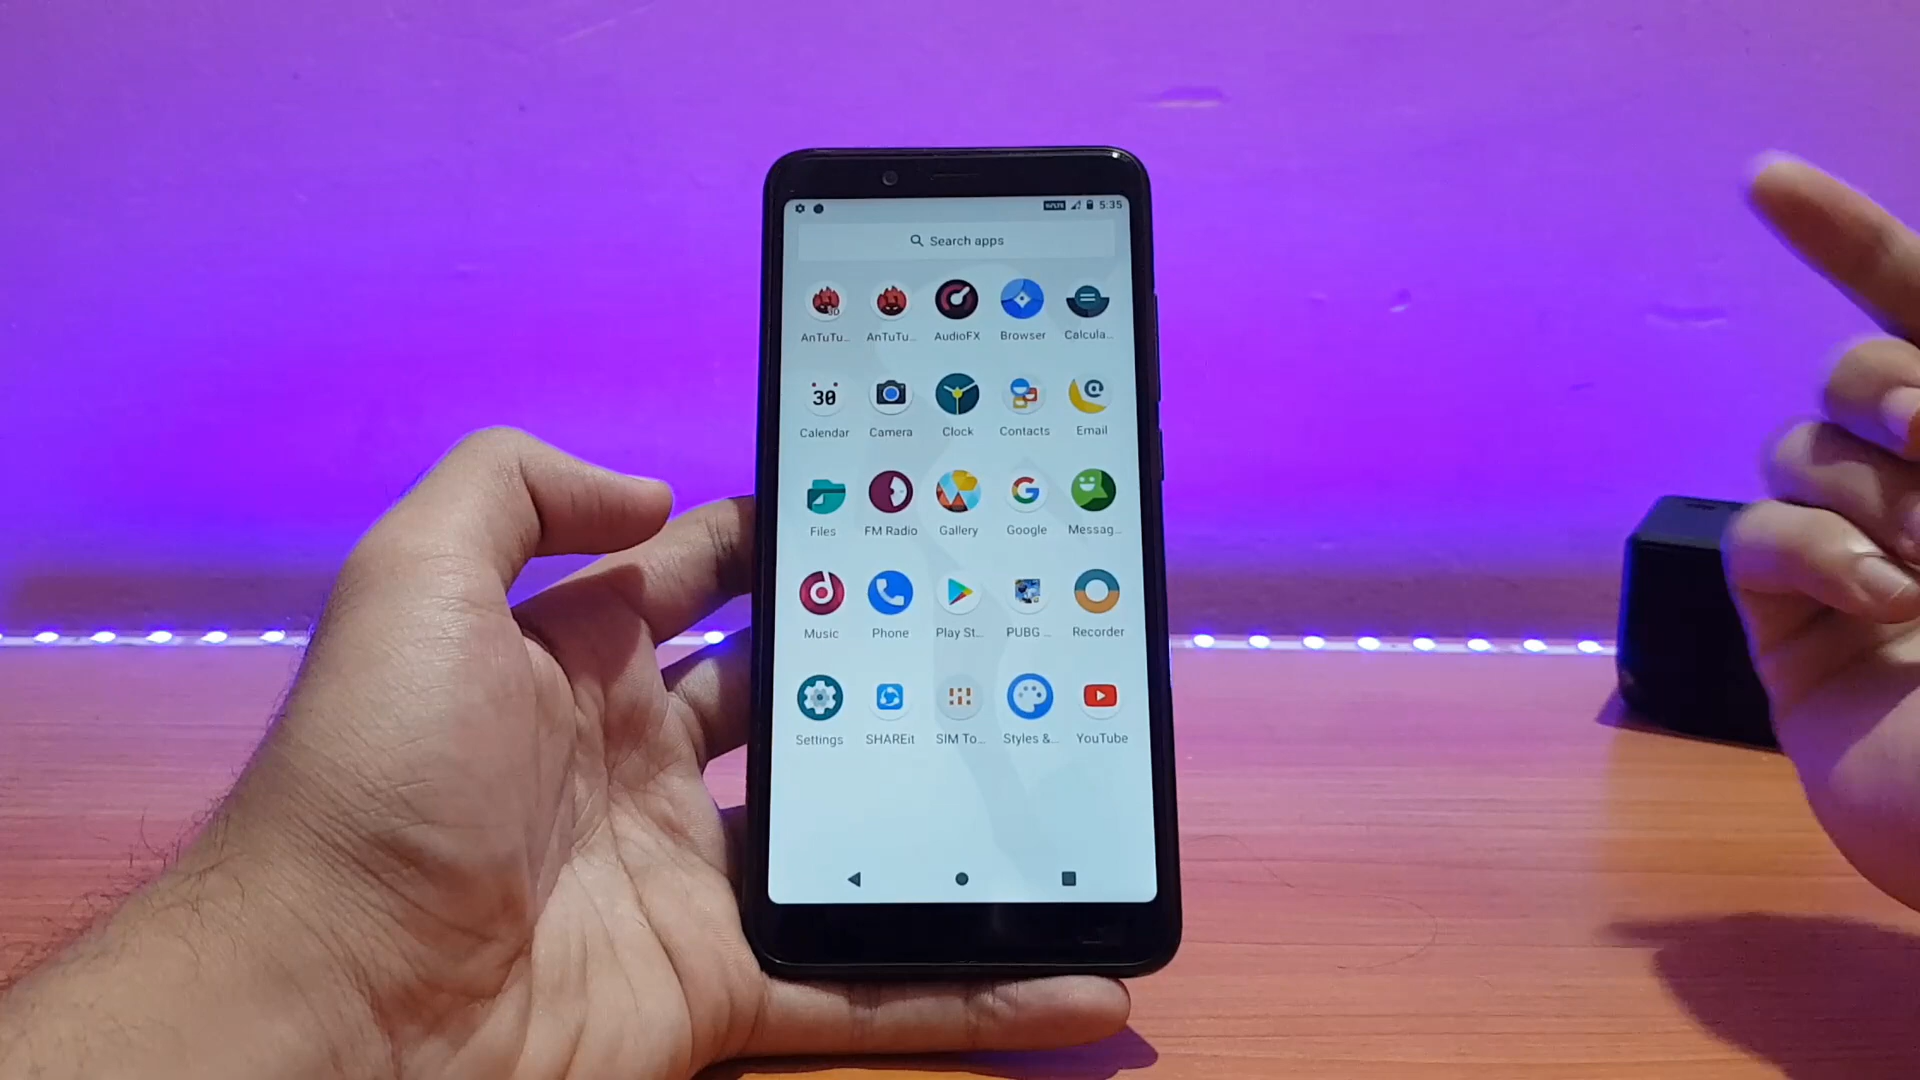 5:35
Search apps
AnTuTu... AnTuTu... AudioFX Browser Calcula...
30
Calendar Camera Clock Contacts Email
Files FM Radio Gallery Google Messag...
Music Phone Play St... PUBG ... Recorder
Settings SHAREit SIM To... Styles &... YouTube